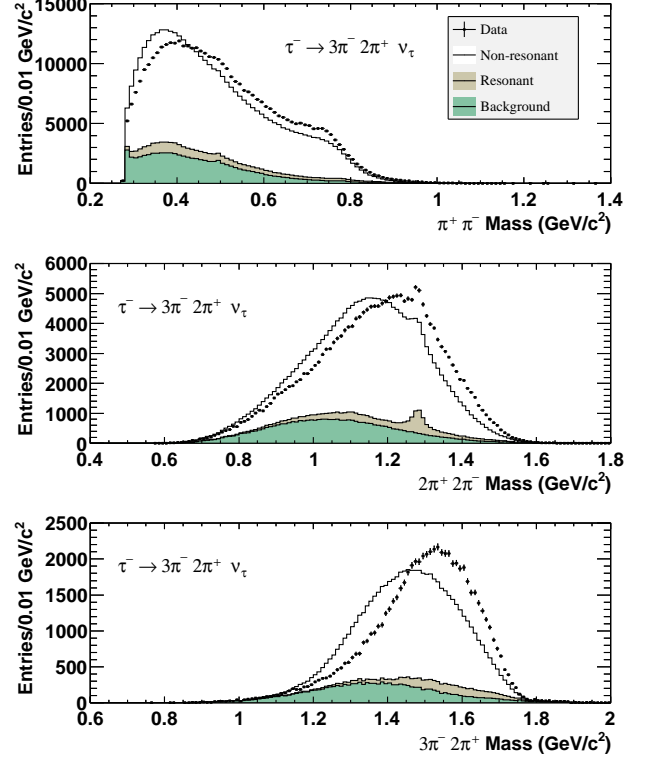 15000
10000
5000
0
Entries/0.01 GeV/c²
τ⁻ → 3π⁻ 2π⁺ ν_τ
Data
Non-resonant
Resonant
Background
0.2 0.4 0.6 0.8 1 1.2 1.4
π⁺ π⁻ Mass (GeV/c²)
6000
5000
4000
3000
2000
1000
0
Entries/0.01 GeV/c²
τ⁻ → 3π⁻ 2π⁺ ν_τ
0.4 0.6 0.8 1 1.2 1.4 1.6 1.8
2π⁺ 2π⁻ Mass (GeV/c²)
2500
2000
1500
1000
500
0
Entries/0.01 GeV/c²
τ⁻ → 3π⁻ 2π⁺ ν_τ
0.6 0.8 1 1.2 1.4 1.6 1.8 2
3π⁻ 2π⁺ Mass (GeV/c²)